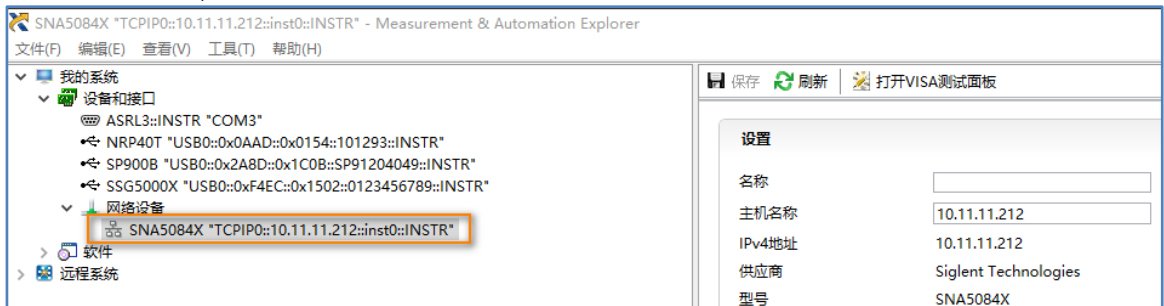 SNA5084X "TCPIP0::10.11.11.212::inst0::INSTR" - Measurement & Automation Explorer
文件(F) 编辑(E) 查看(V) 工具(T) 帮助(H)
我的系统
设备和接口
ASRL3::INSTR "COM3"
NRP40T "USB0::0x0AAD::0x0154::101293::INSTR"
SP900B "USB0::0x2A8D::0x1C0B::SP91204049::INSTR"
SSG5000X "USB0::0xF4EC::0x1502::0123456789::INSTR"
网络设备
SNA5084X "TCPIP0::10.11.11.212::inst0::INSTR"
软件
远程系统
保存 刷新 打开VISA测试面板
设置
名称
主机名称 10.11.11.212
IPv4地址 10.11.11.212
供应商 Siglent Technologies
型号 SNA5084X